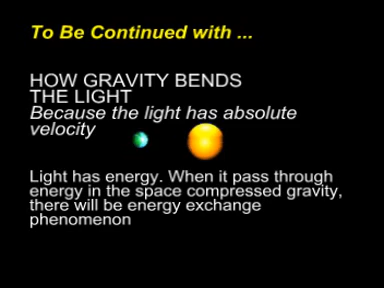 To Be Continued with ...
HOW GRAVITY BENDS
THE LIGHT
Because the light has absolute
velocity
Light has energy. When it pass through
energy in the space compressed gravity,
there will be energy exchange
phenomenon